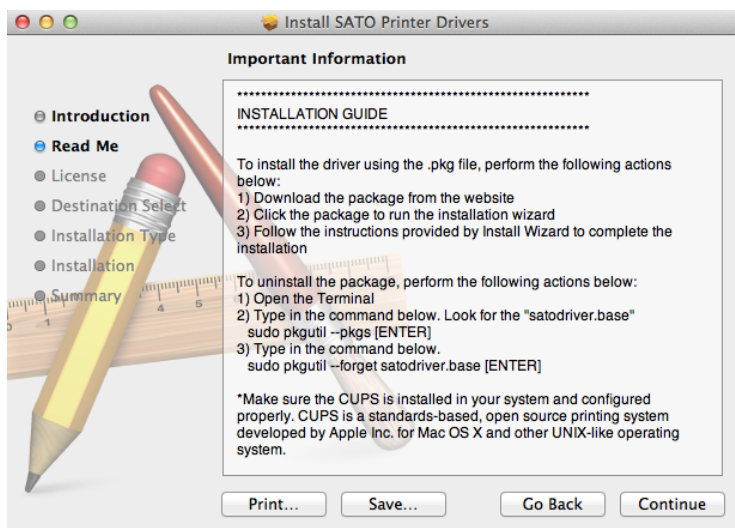 Install SATO Printer Drivers
Important Information
Introduction
Read Me
License
Destination Select
Installation Type
Installation
Summary
***********************************************************
INSTALLATION GUIDE
***********************************************************
To install the driver using the .pkg file, perform the following actions
below:
1) Download the package from the website
2) Click the package to run the installation wizard
3) Follow the instructions provided by Install Wizard to complete the
installation
To uninstall the package, perform the following actions below:
1) Open the Terminal
2) Type in the command below. Look for the "satodriver.base"
sudo pkgutil --pkgs [ENTER]
3) Type in the command below.
sudo pkgutil --forget satodriver.base [ENTER]
*Make sure the CUPS is installed in your system and configured
properly. CUPS is a standards-based, open source printing system
developed by Apple Inc. for Mac OS X and other UNIX-like operating
system.
1 4 5
Print... Save... Go Back Continue